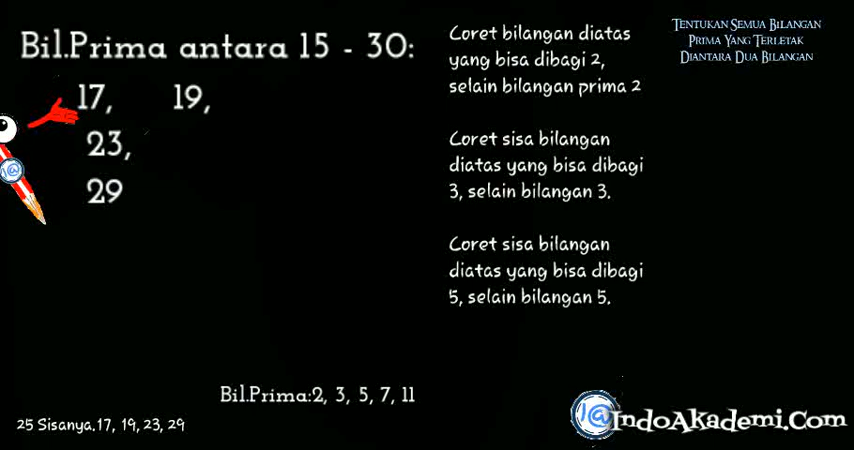 Bil.Prima antara 15 - 30:
17, 19,
23,
29
Coret bilangan diatas
yang bisa dibagi 2,
selain bilangan prima 2
Coret sisa bilangan
diatas yang bisa dibagi
3, selain bilangan 3.
Coret sisa bilangan
diatas yang bisa dibagi
5, selain bilangan 5.
Tentukan Semua Bilangan
Prima Yang Terletak
Diantara Dua Bilangan
Bil.Prima:2, 3, 5, 7, 11
25 Sisanya.17, 19, 23, 29
1@
1@IndoAkademi.Com